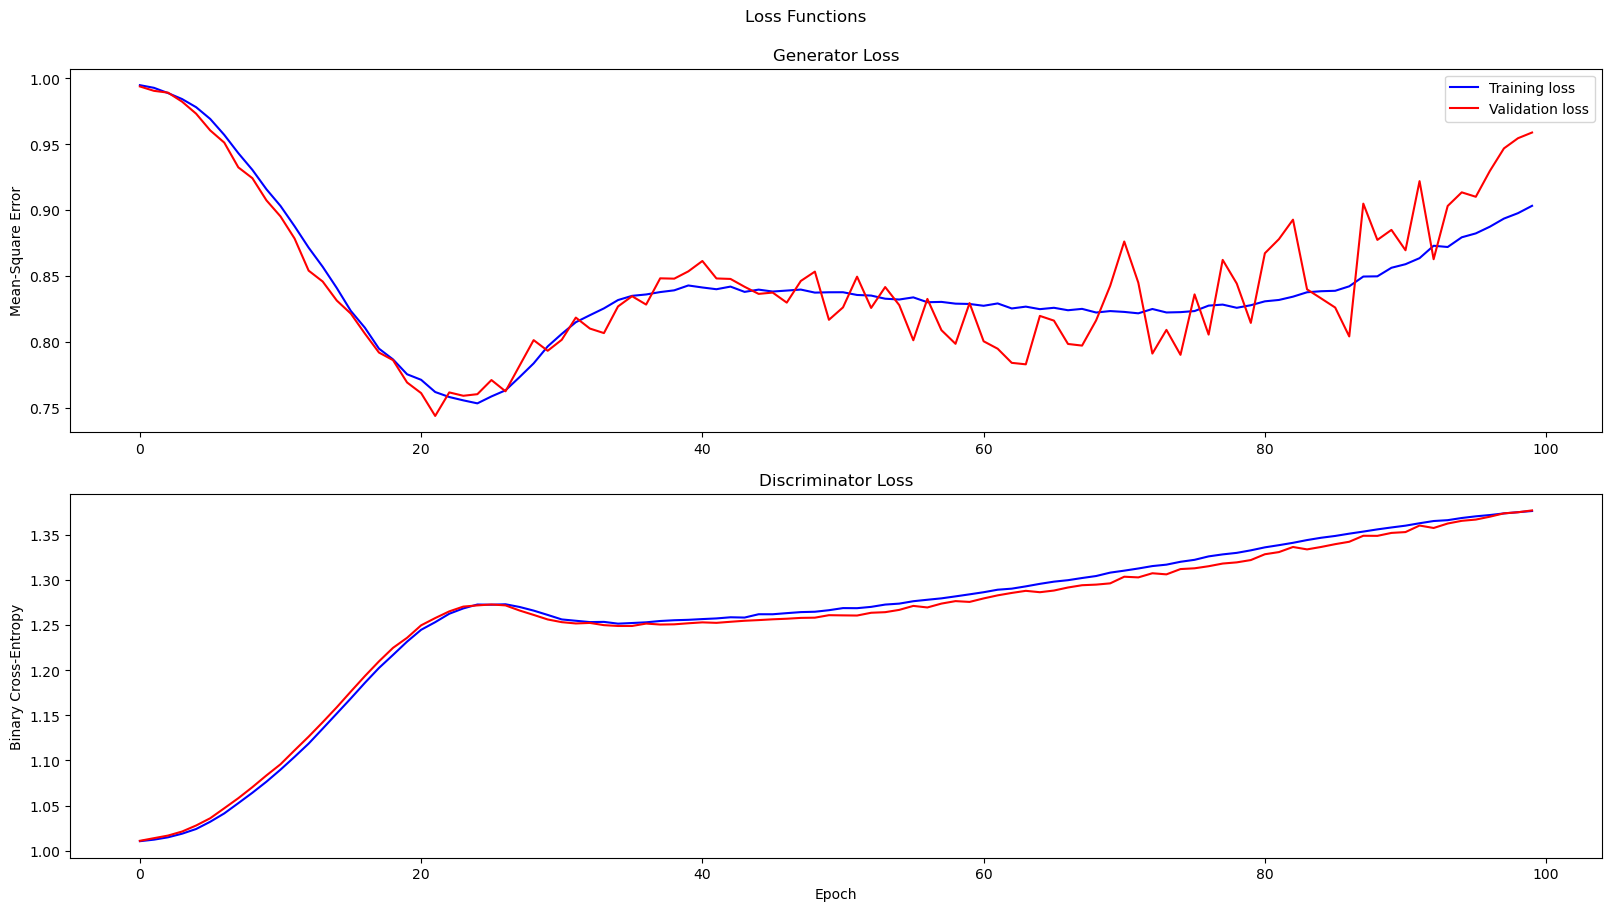 Loss Functions
Generator Loss
Mean-Square Error
1.00
0.95
0.90
0.85
0.80
0.75
Training loss
Validation loss
0 20 40 60 80 100
Discriminator Loss
Binary Cross-Entropy
1.35
1.30
1.25
1.20
1.15
1.10
1.05
1.00
0 20 40 60 80 100
Epoch